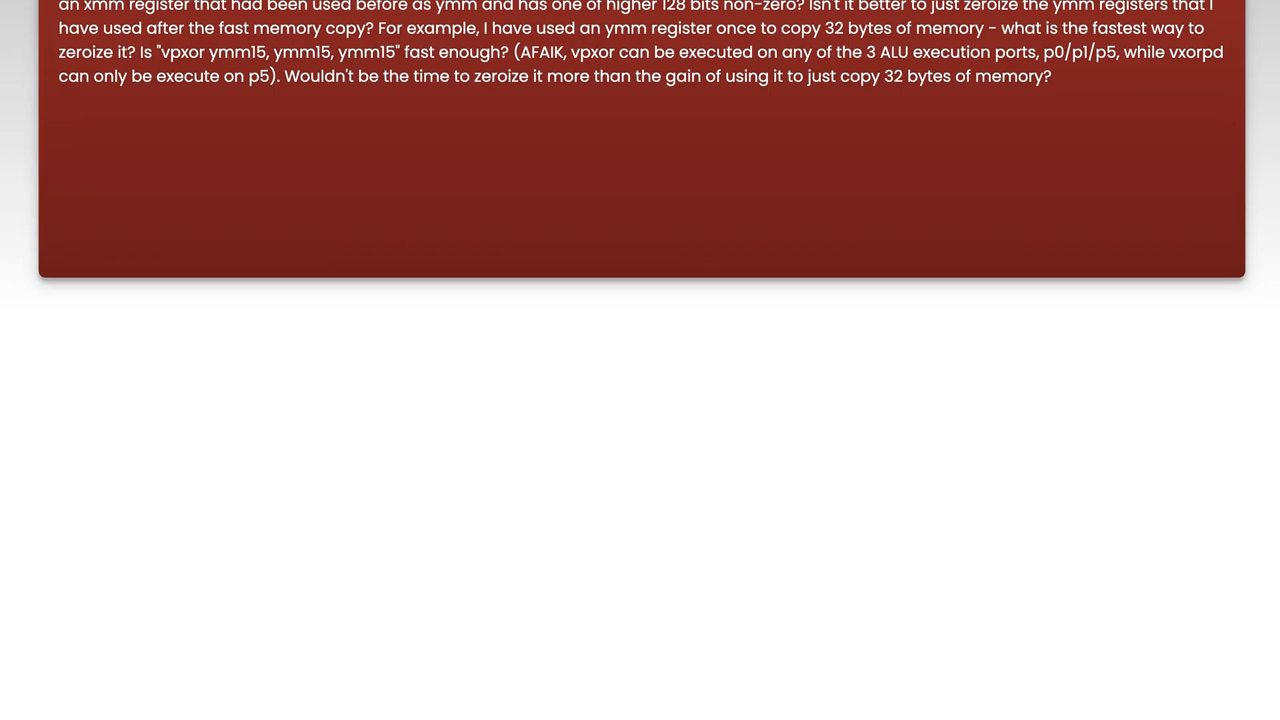 an xmm register that had been used before as ymm and has one of higher 128 bits non-zero? Isn't it better to just zeroize the ymm registers that I
have used after the fast memory copy? For example, I have used an ymm register once to copy 32 bytes of memory - what is the fastest way to
zeroize it? Is "vpxor ymm15, ymm15, ymm15" fast enough? (AFAIK, vpxor can be executed on any of the 3 ALU execution ports, p0/p1/p5, while vxorpd
can only be execute on p5). Wouldn't be the time to zeroize it more than the gain of using it to just copy 32 bytes of memory?